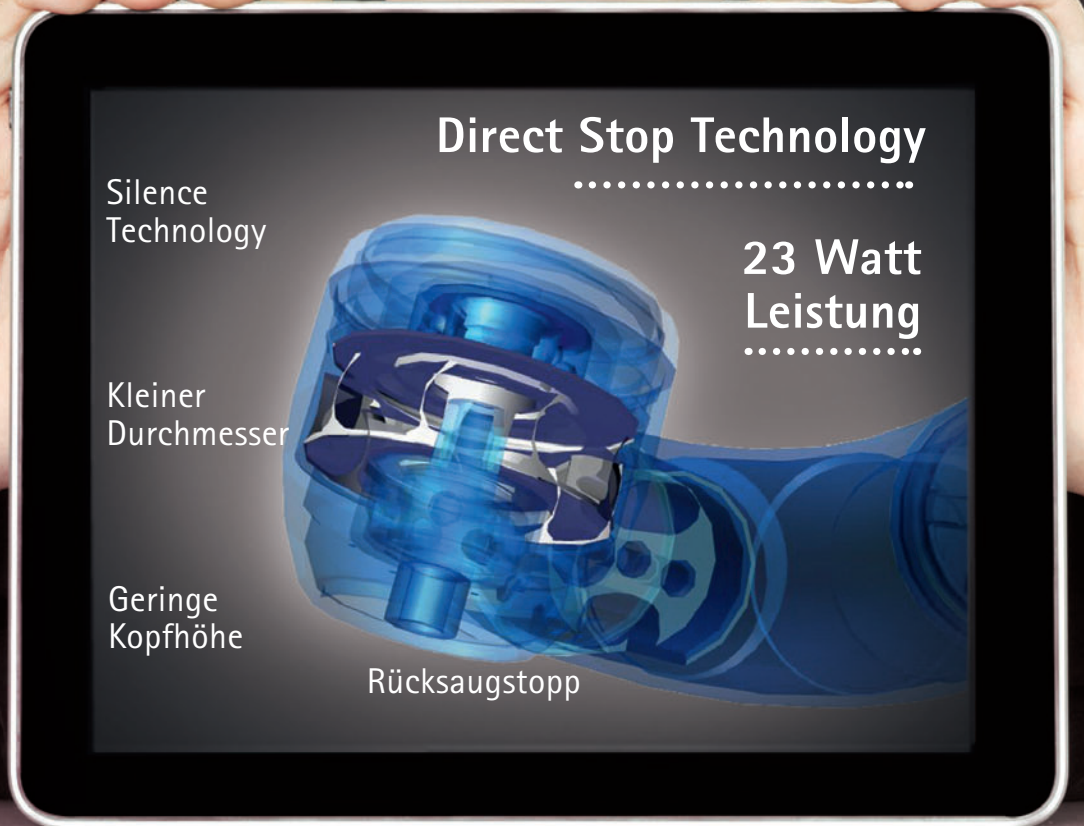 Direct Stop Technology
Silence
Technology
23 Watt
Leistung
Kleiner
Durchmesser
Geringe
Kopfhöhe
Rücksaugstopp